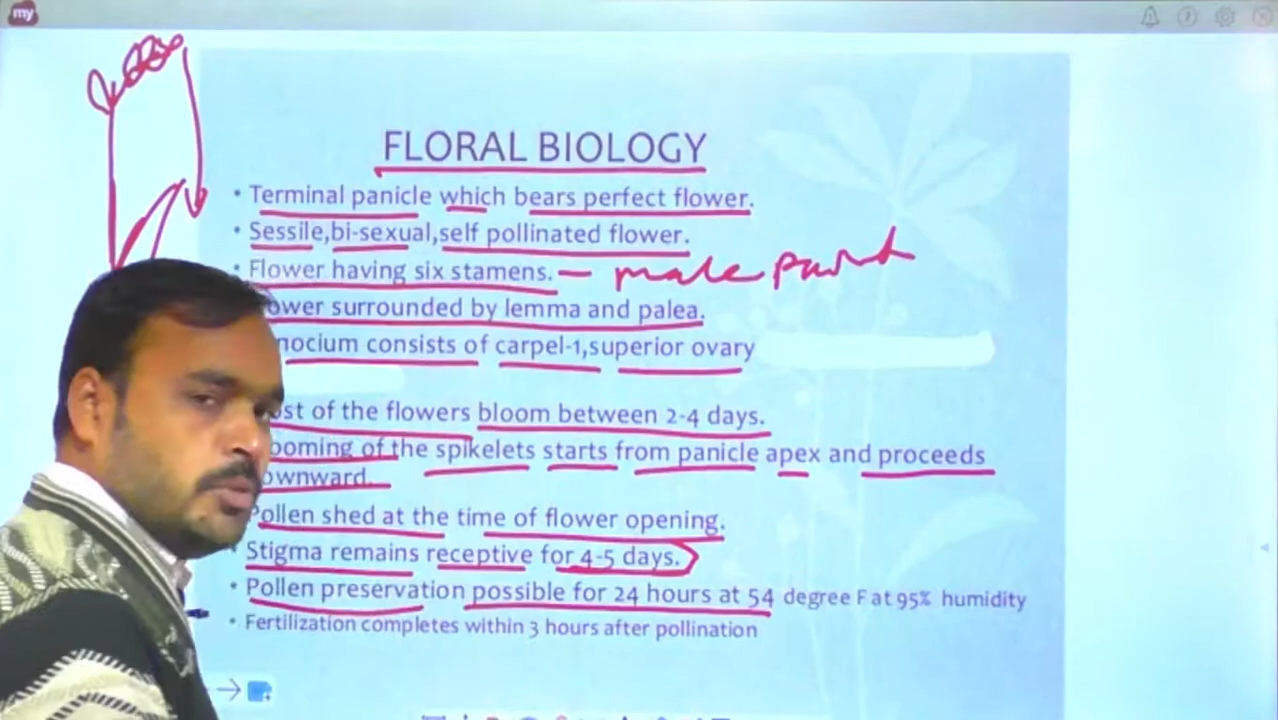 my
FLORAL BIOLOGY
• Terminal panicle which bears perfect flower.
• Sessile,bi-sexual,self pollinated flower.
• Flower having six stamens. — male part
ower surrounded by lemma and palea.
nocium consists of carpel-1,superior ovary
ost of the flowers bloom between 2-4 days.
ooming of the spikelets starts from panicle apex and proceeds
ownward.
Pollen shed at the time of flower opening.
• Stigma remains receptive for 4-5 days.
• Pollen preservation possible for 24 hours at 54 degree F at 95% humidity
• Fertilization completes within 3 hours after pollination